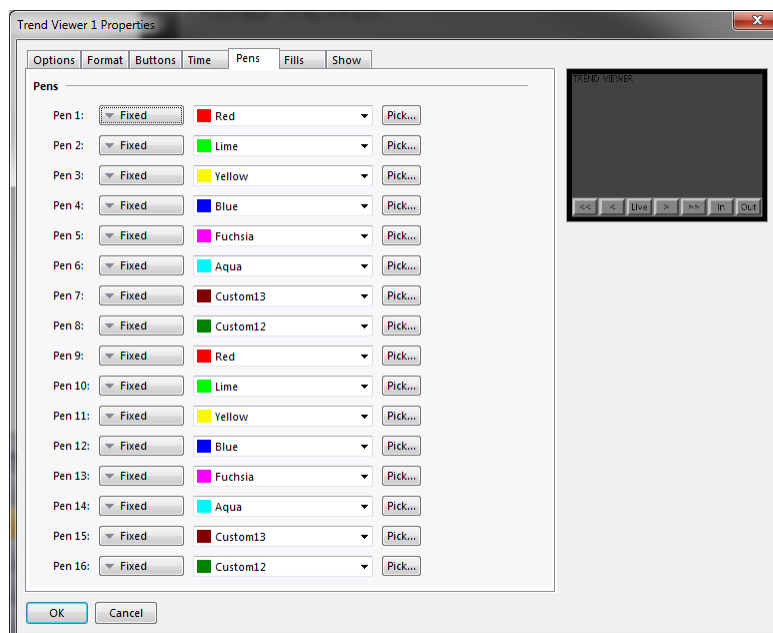 Trend Viewer 1 Properties
Options Format Buttons Time Pens Fills Show
Pens
TREND VIEWER
Pen 1: Fixed Red Pick...
Pen 2: Fixed Lime Pick...
Pen 3: Fixed Yellow Pick...
Pen 4: Fixed Blue Pick...
<< < Live > >> In Out
Pen 5: Fixed Fuchsia Pick...
Pen 6: Fixed Aqua Pick...
Pen 7: Fixed Custom13 Pick...
Pen 8: Fixed Custom12 Pick...
Pen 9: Fixed Red Pick...
Pen 10: Fixed Lime Pick...
Pen 11: Fixed Yellow Pick...
Pen 12: Fixed Blue Pick...
Pen 13: Fixed Fuchsia Pick...
Pen 14: Fixed Aqua Pick...
Pen 15: Fixed Custom13 Pick...
Pen 16: Fixed Custom12 Pick...
OK Cancel